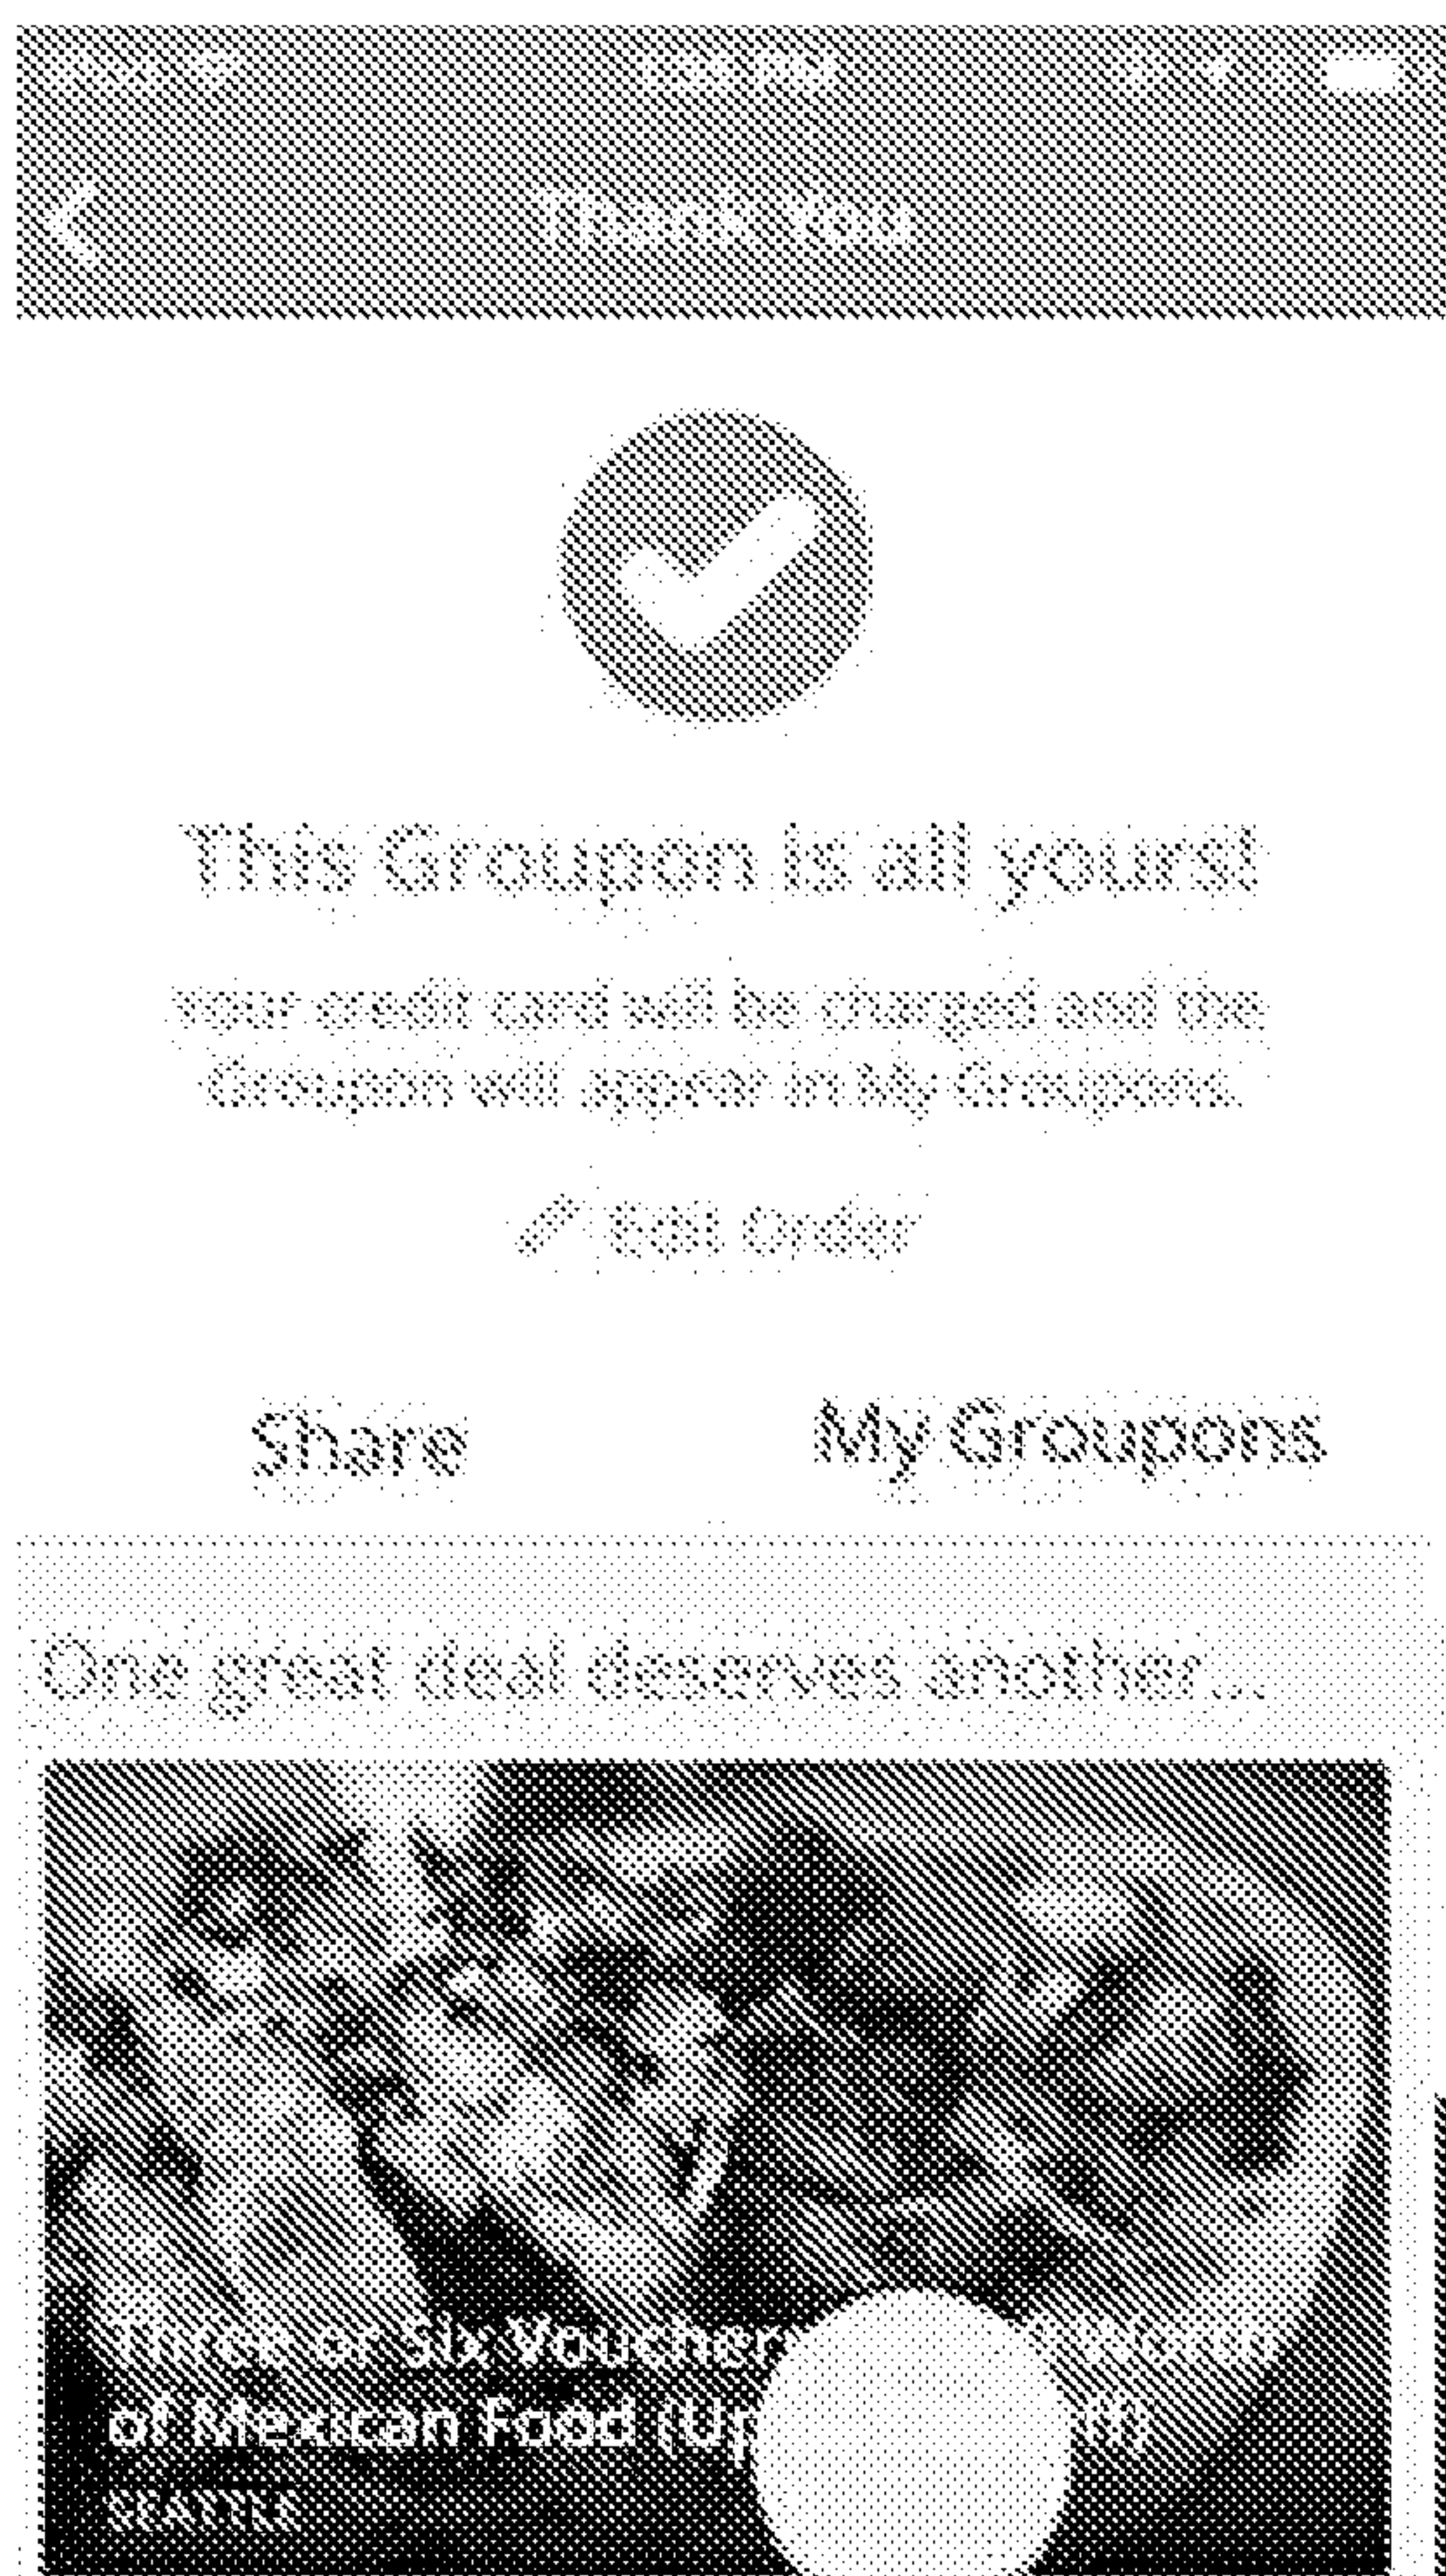 Thank You
This Groupon is all yours!
your credit card will be charged and the
Groupon will appear in My Groupons.
Edit Order
Share
My Groupons
One great deal deserves another...
Three or Six Vouchers Worth
of Mexican Food (Up
SEATTLE